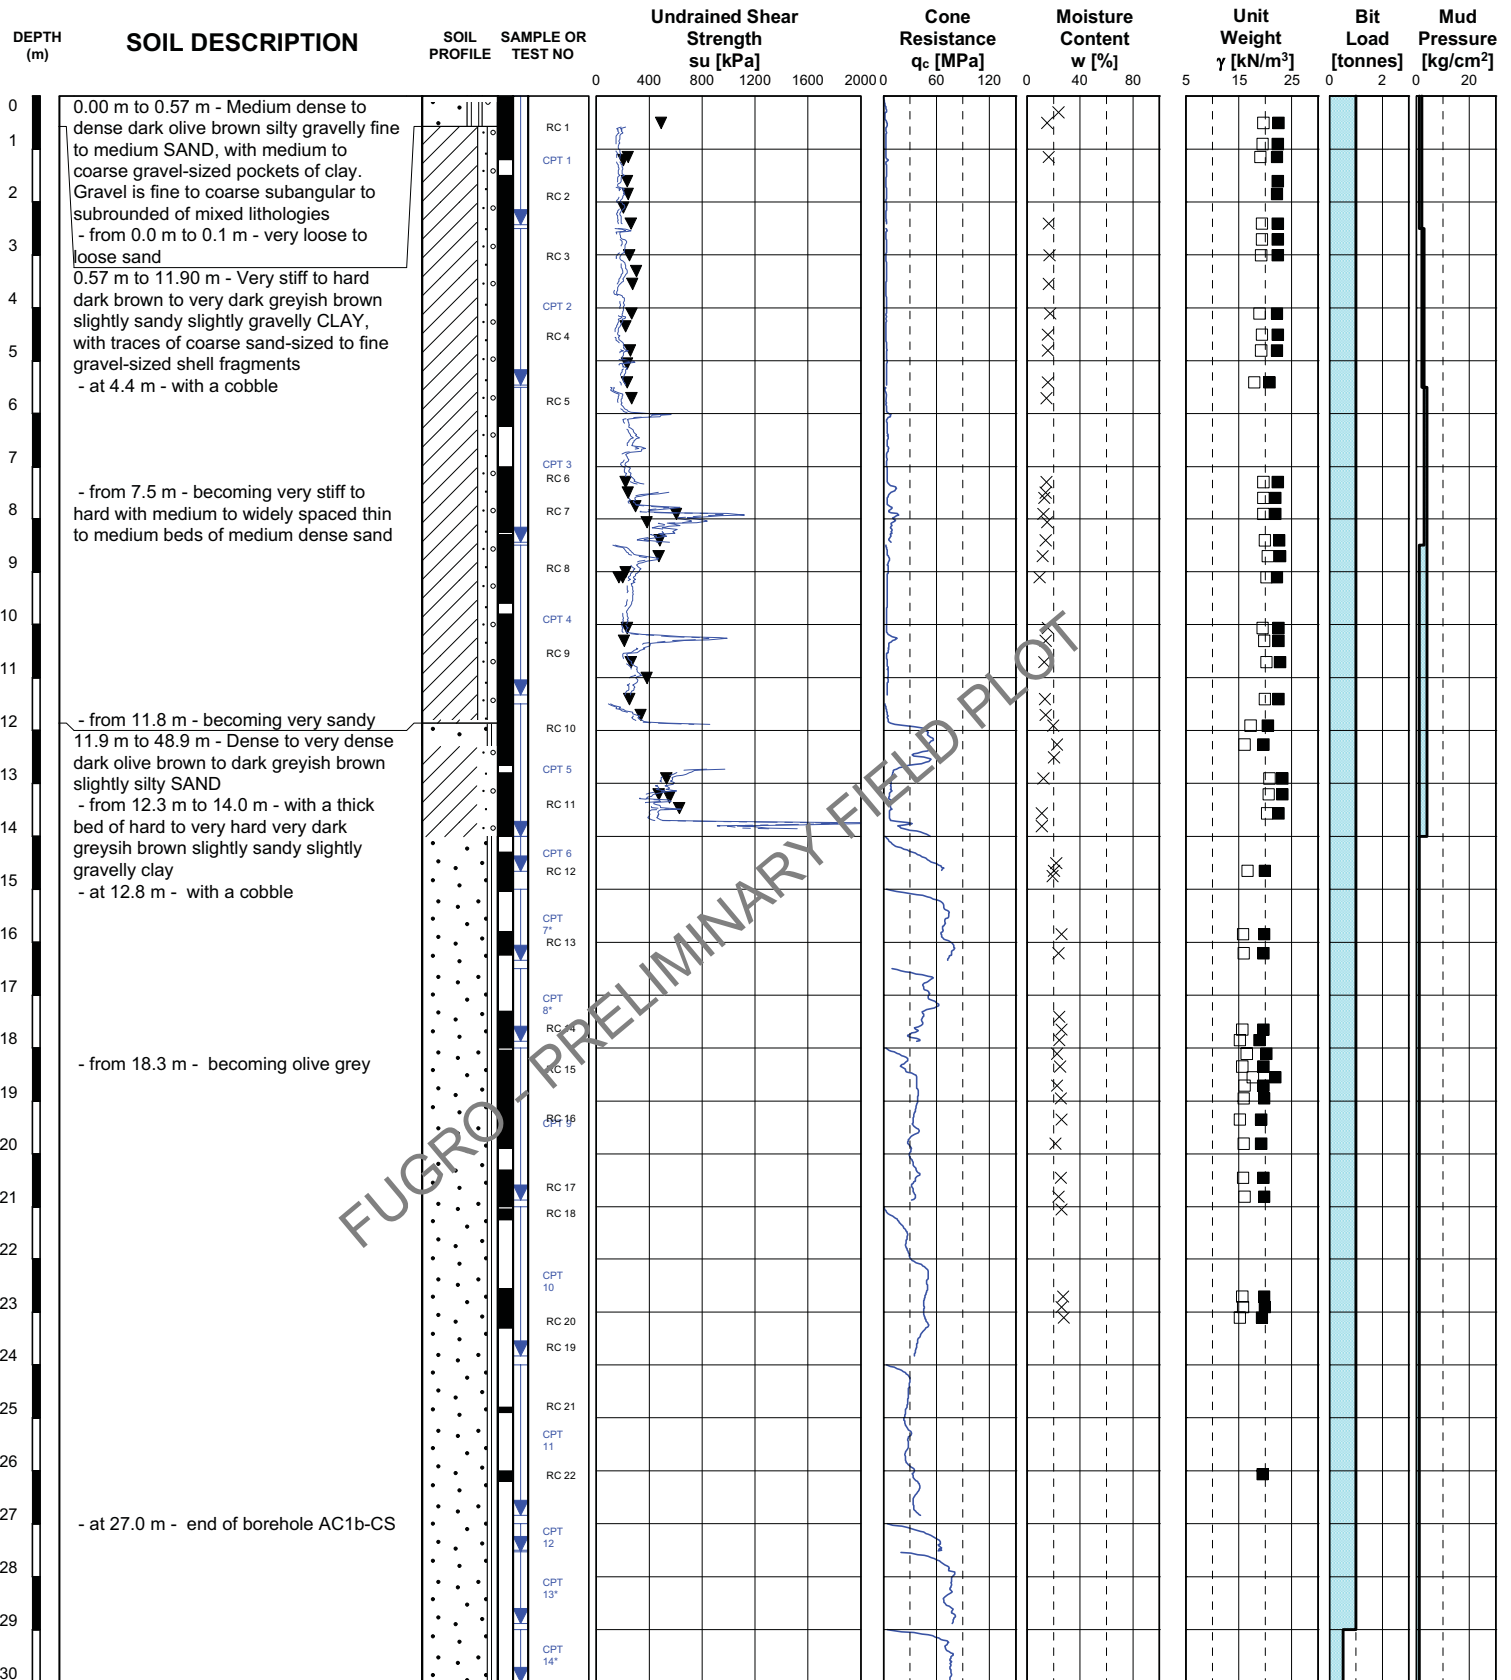 DEPTH
(m)
SOIL DESCRIPTION
SOIL
PROFILE
SAMPLE OR
TEST NO
Undrained Shear
Strength
su [kPa]
Cone
Resistance
qc [MPa]
Moisture
Content
w [%]
Unit
Weight
γ [kN/m³]
Bit
Load
[tonnes]
Mud
Pressure
[kg/cm²]
0 400 800 1200 1600 2000
0 60 120
0 40 80
5 15 25
0 2
0 20
0
1
2
3
4
5
6
7
8
9
10
11
12
13
14
15
16
17
18
19
20
21
22
23
24
25
26
27
28
29
30
0.00 m to 0.57 m - Medium dense to
dense dark olive brown silty gravelly fine
to medium SAND, with medium to
coarse gravel-sized pockets of clay.
Gravel is fine to coarse subangular to
subrounded of mixed lithologies
- from 0.0 m to 0.1 m - very loose to
loose sand
0.57 m to 11.90 m - Very stiff to hard
dark brown to very dark greyish brown
slightly sandy slightly gravelly CLAY,
with traces of coarse sand-sized to fine
gravel-sized shell fragments
- at 4.4 m - with a cobble
- from 7.5 m - becoming very stiff to
hard with medium to widely spaced thin
to medium beds of medium dense sand
- from 11.8 m - becoming very sandy
11.9 m to 48.9 m - Dense to very dense
dark olive brown to dark greyish brown
slightly silty SAND
- from 12.3 m to 14.0 m - with a thick
bed of hard to very hard very dark
greysih brown slightly sandy slightly
gravelly clay
- at 12.8 m - with a cobble
- from 18.3 m - becoming olive grey
- at 27.0 m - end of borehole AC1b-CS
RC 1
CPT 1
RC 2
RC 3
CPT 2
RC 4
RC 5
CPT 3
RC 6
RC 7
RC 8
CPT 4
RC 9
RC 10
CPT 5
RC 11
CPT 6
RC 12
CPT
7*
RC 13
CPT
8*
RC 14
RC 15
RC 16
CPT 9
RC 17
RC 18
CPT
10
RC 20
RC 19
RC 21
CPT
11
RC 22
CPT
12
CPT
13*
CPT
14*
FUGRO - PRELIMINARY FIELD PLOT